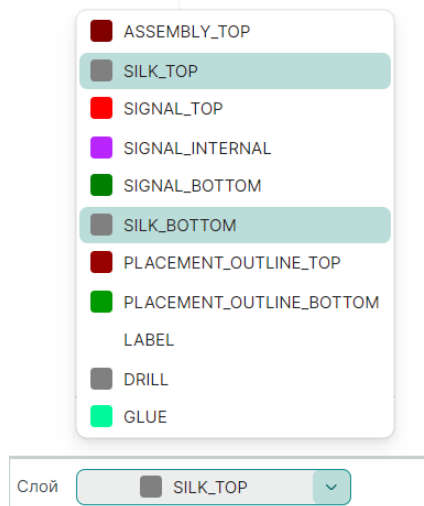 ASSEMBLY_TOP
SILK_TOP
SIGNAL_TOP
SIGNAL_INTERNAL
SIGNAL_BOTTOM
SILK_BOTTOM
PLACEMENT_OUTLINE_TOP
PLACEMENT_OUTLINE_BOTTOM
LABEL
DRILL
GLUE
Слой SILK_TOP